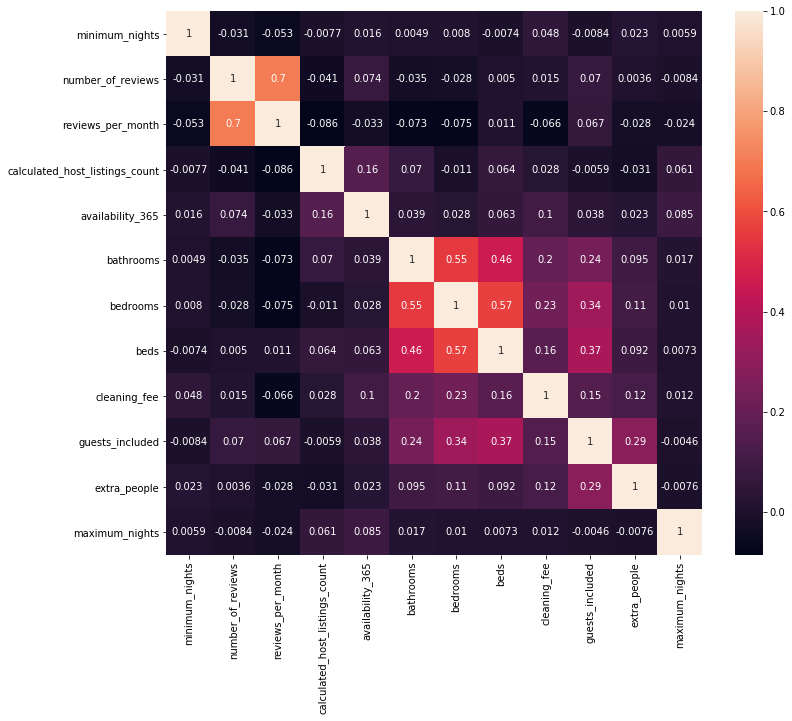 minimum_nights 1 -0.031 -0.053 -0.0077 0.016 0.0049 0.008 -0.0074 0.048 -0.0084 0.023 0.0059
number_of_reviews -0.031 1 0.7 -0.041 0.074 -0.035 -0.028 0.005 0.015 0.07 0.0036 -0.0084
reviews_per_month -0.053 0.7 1 -0.086 -0.033 -0.073 -0.075 0.011 -0.066 0.067 -0.028 -0.024
calculated_host_listings_count -0.0077 -0.041 -0.086 1 0.16 0.07 -0.011 0.064 0.028 -0.0059 -0.031 0.061
availability_365 0.016 0.074 -0.033 0.16 1 0.039 0.028 0.063 0.1 0.038 0.023 0.085
bathrooms 0.0049 -0.035 -0.073 0.07 0.039 1 0.55 0.46 0.2 0.24 0.095 0.017
bedrooms 0.008 -0.028 -0.075 -0.011 0.028 0.55 1 0.57 0.23 0.34 0.11 0.01
beds -0.0074 0.005 0.011 0.064 0.063 0.46 0.57 1 0.16 0.37 0.092 0.0073
cleaning_fee 0.048 0.015 -0.066 0.028 0.1 0.2 0.23 0.16 1 0.15 0.12 0.012
guests_included -0.0084 0.07 0.067 -0.0059 0.038 0.24 0.34 0.37 0.15 1 0.29 -0.0046
extra_people 0.023 0.0036 -0.028 -0.031 0.023 0.095 0.11 0.092 0.12 0.29 1 -0.0076
maximum_nights 0.0059 -0.0084 -0.024 0.061 0.085 0.017 0.01 0.0073 0.012 -0.0046 -0.0076 1
minimum_nights
number_of_reviews
reviews_per_month
calculated_host_listings_count
availability_365
bathrooms
bedrooms
beds
cleaning_fee
guests_included
extra_people
maximum_nights
1.0
0.8
0.6
0.4
0.2
0.0